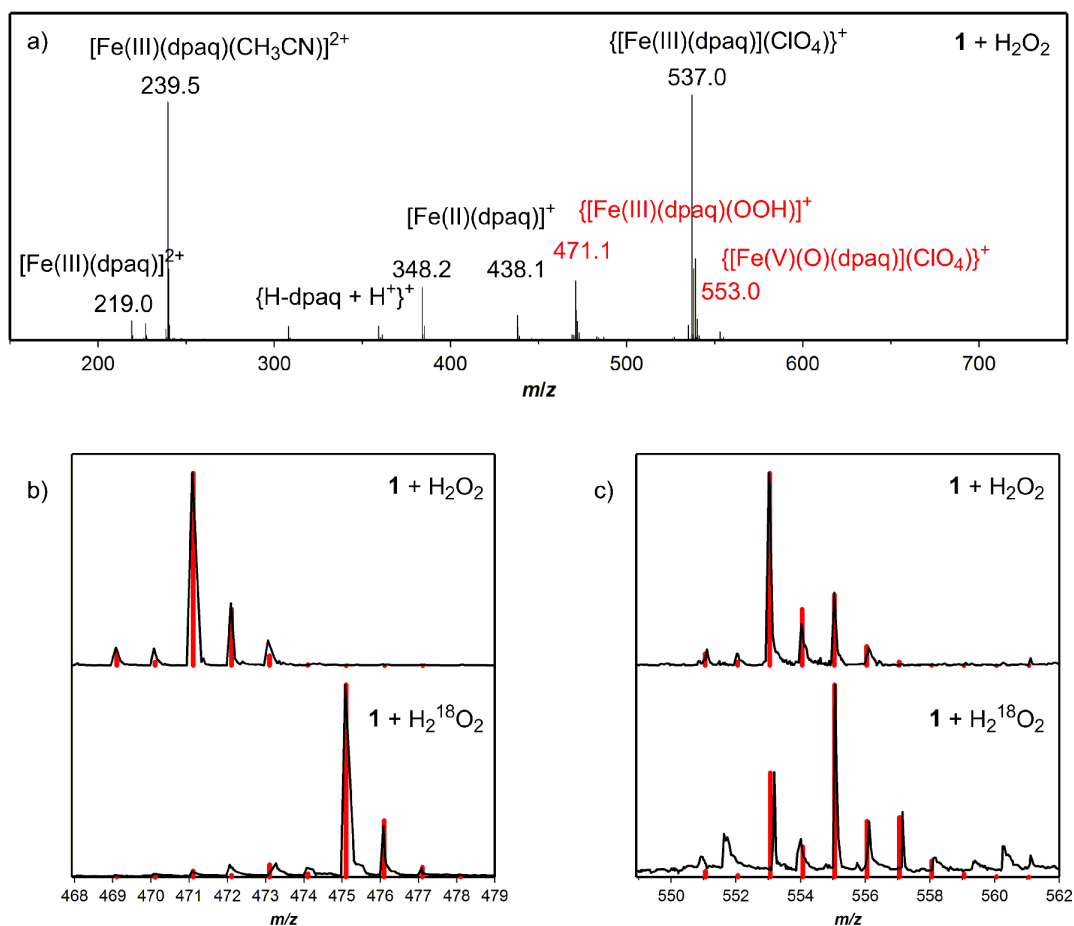 a)
[Fe(III)(dpaq)(CH₃CN)]²⁺
239.5
{[Fe(III)(dpaq)](ClO₄)}⁺
537.0
1 + H₂O₂
[Fe(III)(dpaq)]²⁺
219.0
{H-dpaq + H⁺}⁺
348.2
[Fe(II)(dpaq)]⁺
438.1
{[Fe(III)(dpaq)(OOH)]⁺
471.1
{[Fe(V)(O)(dpaq)](ClO₄)}⁺
553.0
200 300 400 500 600 700
m/z
b)
1 + H₂O₂
1 + H₂¹⁸O₂
468 469 470 471 472 473 474 475 476 477 478 479
m/z
c)
1 + H₂O₂
1 + H₂¹⁸O₂
550 552 554 556 558 560 562
m/z